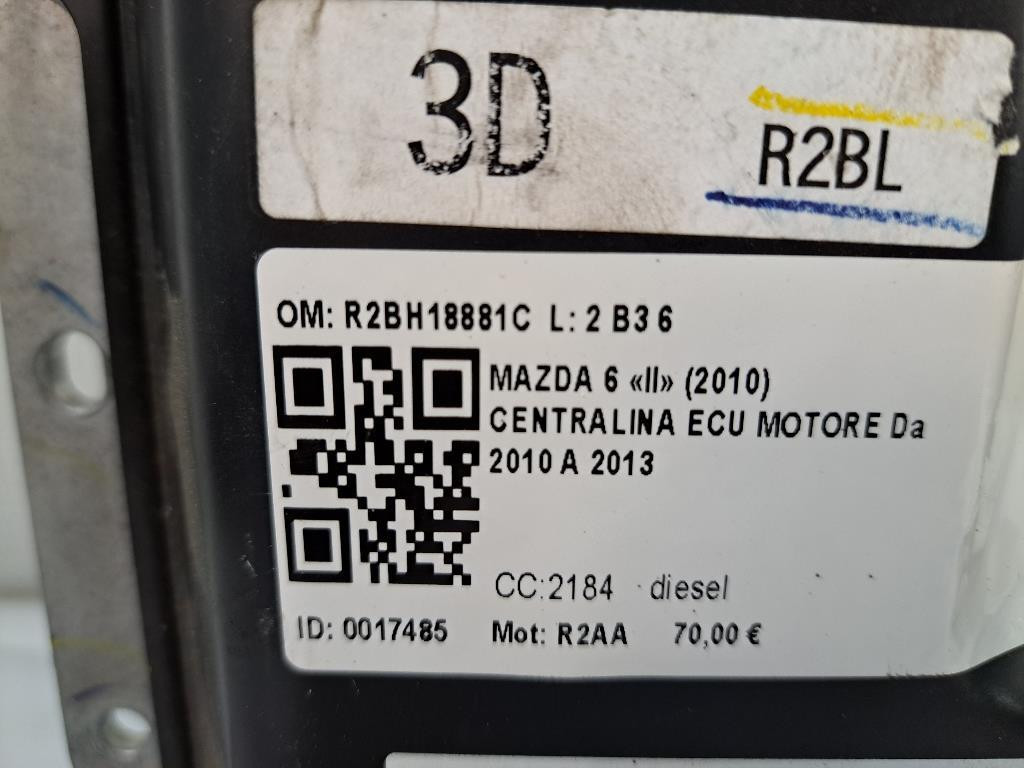 3D
R2BL
OM: R2BH18881C L: 2 B3 6
MAZDA 6 «II» (2010)
CENTRALINA ECU MOTORE Da
2010 A 2013
CC:2184 diesel
ID: 0017485 Mot: R2AA 70,00 €